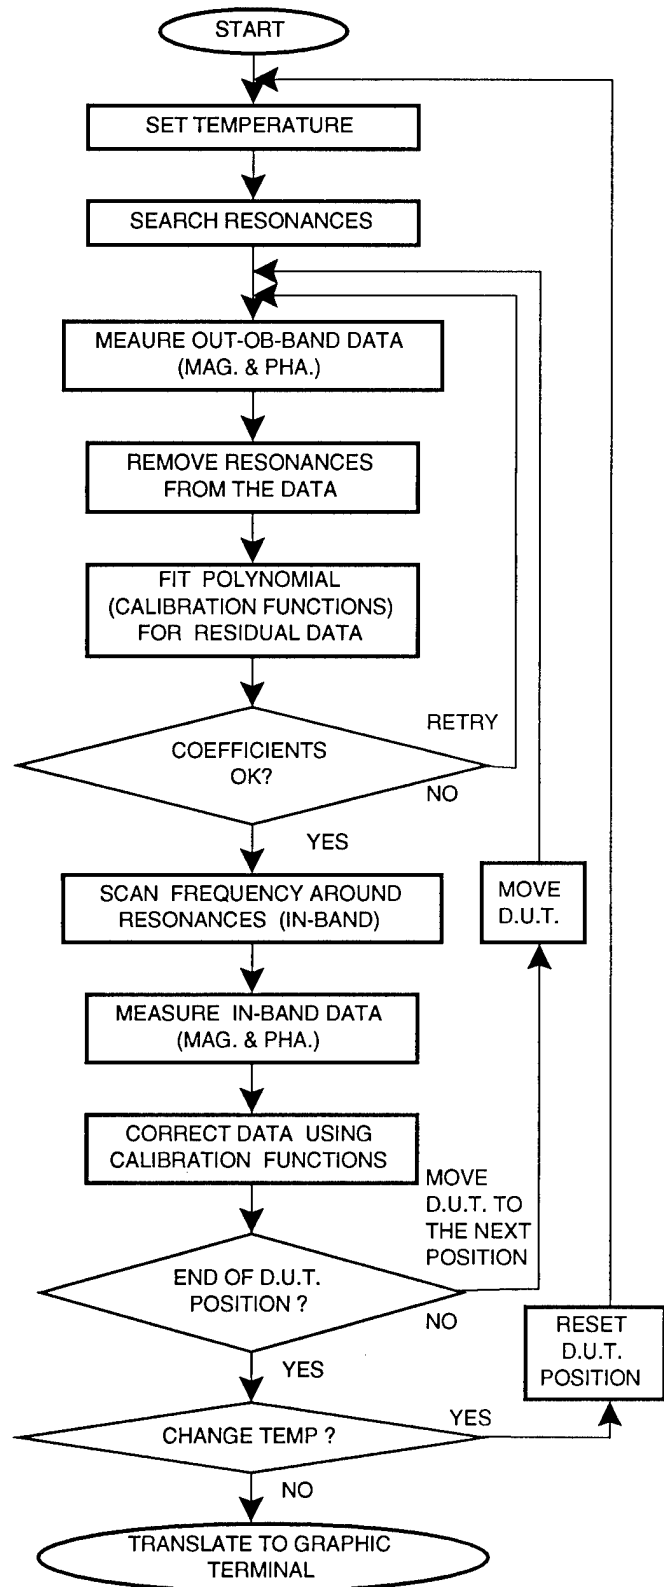 START
SET TEMPERATURE
SEARCH RESONANCES
MEAURE OUT-OB-BAND DATA
(MAG. & PHA.)
REMOVE RESONANCES
FROM THE DATA
FIT POLYNOMIAL
(CALIBRATION FUNCTIONS)
FOR RESIDUAL DATA
RETRY
COEFFICIENTS
OK?
NO
YES
SCAN FREQUENCY AROUND
RESONANCES (IN-BAND)
MOVE
D.U.T.
MEASURE IN-BAND DATA
(MAG. & PHA.)
CORRECT DATA USING
CALIBRATION FUNCTIONS
MOVE
D.U.T. TO
THE NEXT
POSITION
END OF D.U.T.
POSITION ?
NO
RESET
D.U.T.
POSITION
YES
CHANGE TEMP ?
YES
NO
TRANSLATE TO GRAPHIC
TERMINAL